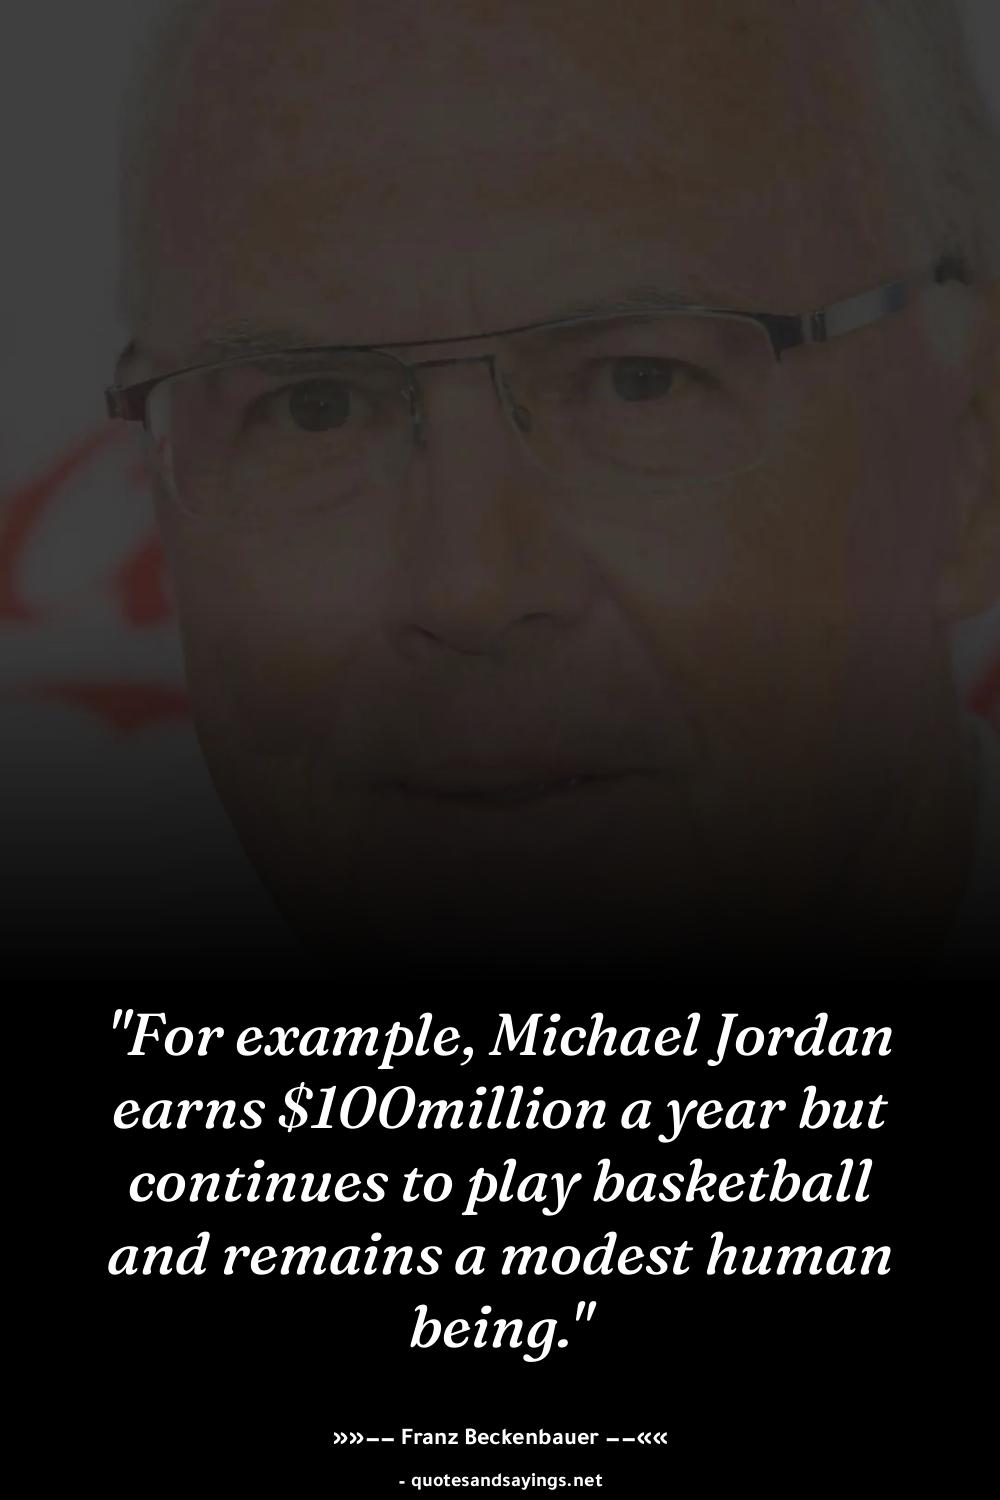 "For example, Michael Jordan
earns $100million a year but
continues to play basketball
and remains a modest human
being."
»»–– Franz Beckenbauer ––««
- quotesandsayings.net